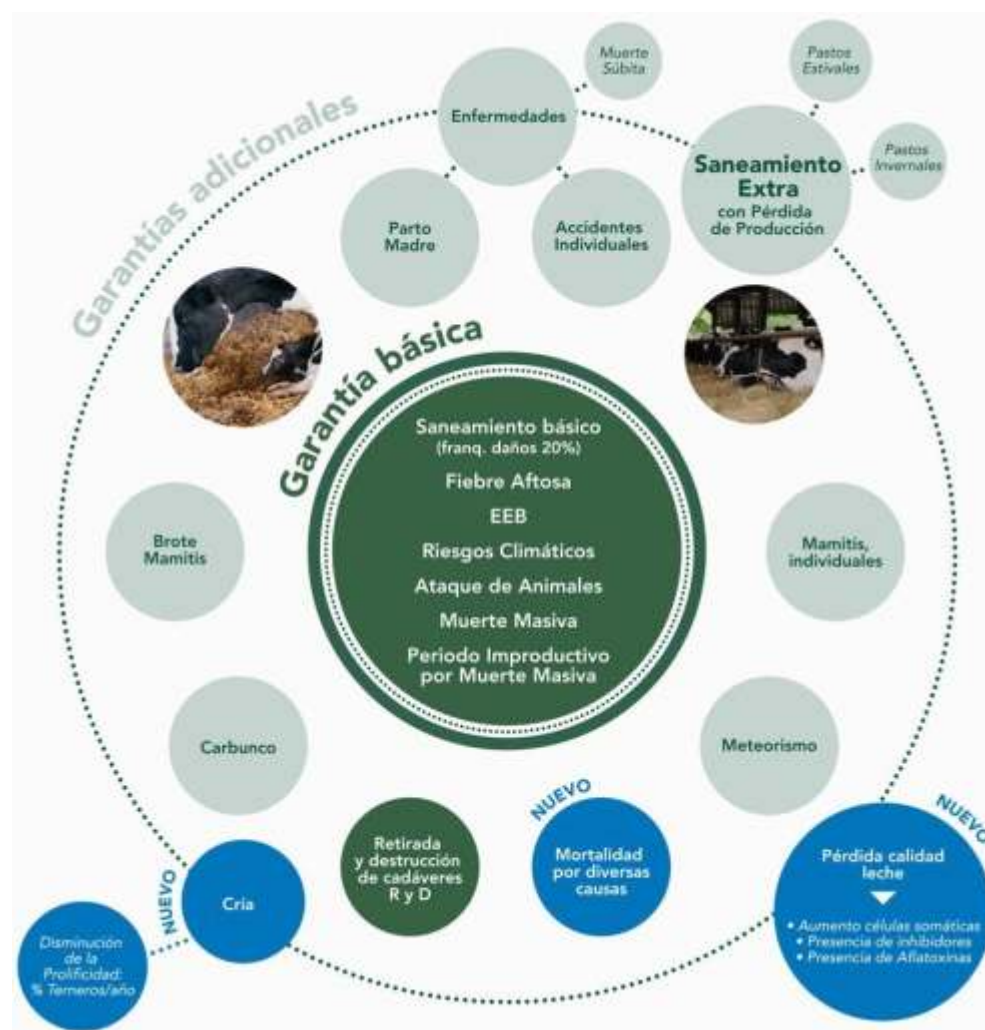 Garantías adicionales
Muerte
Súbita
Enfermedades
Pastos
Estivales
Pastos
Invernales
Saneamiento
Extra
con Pérdida
de Producción
Parto
Madre
Accidentes
Individuales
Garantía básica
Saneamiento básico
(franq. daños 20%)
Fiebre Aftosa
EEB
Riesgos Climáticos
Ataque de Animales
Muerte Masiva
Periodo Improductivo
por Muerte Masiva
Brote
Mamitis
Mamitis,
individuales
Carbunco
Meteorismo
NUEVO
Cría
Disminución
de la
Prolificidad:
% Terneros/año
Retirada
y destrucción
de cadáveres
R y D
NUEVO
Mortalidad
por diversas
causas
NUEVO
Pérdida calidad
leche
• Aumento células somáticas
• Presencia de inhibidores
• Presencia de Aflatoxinas